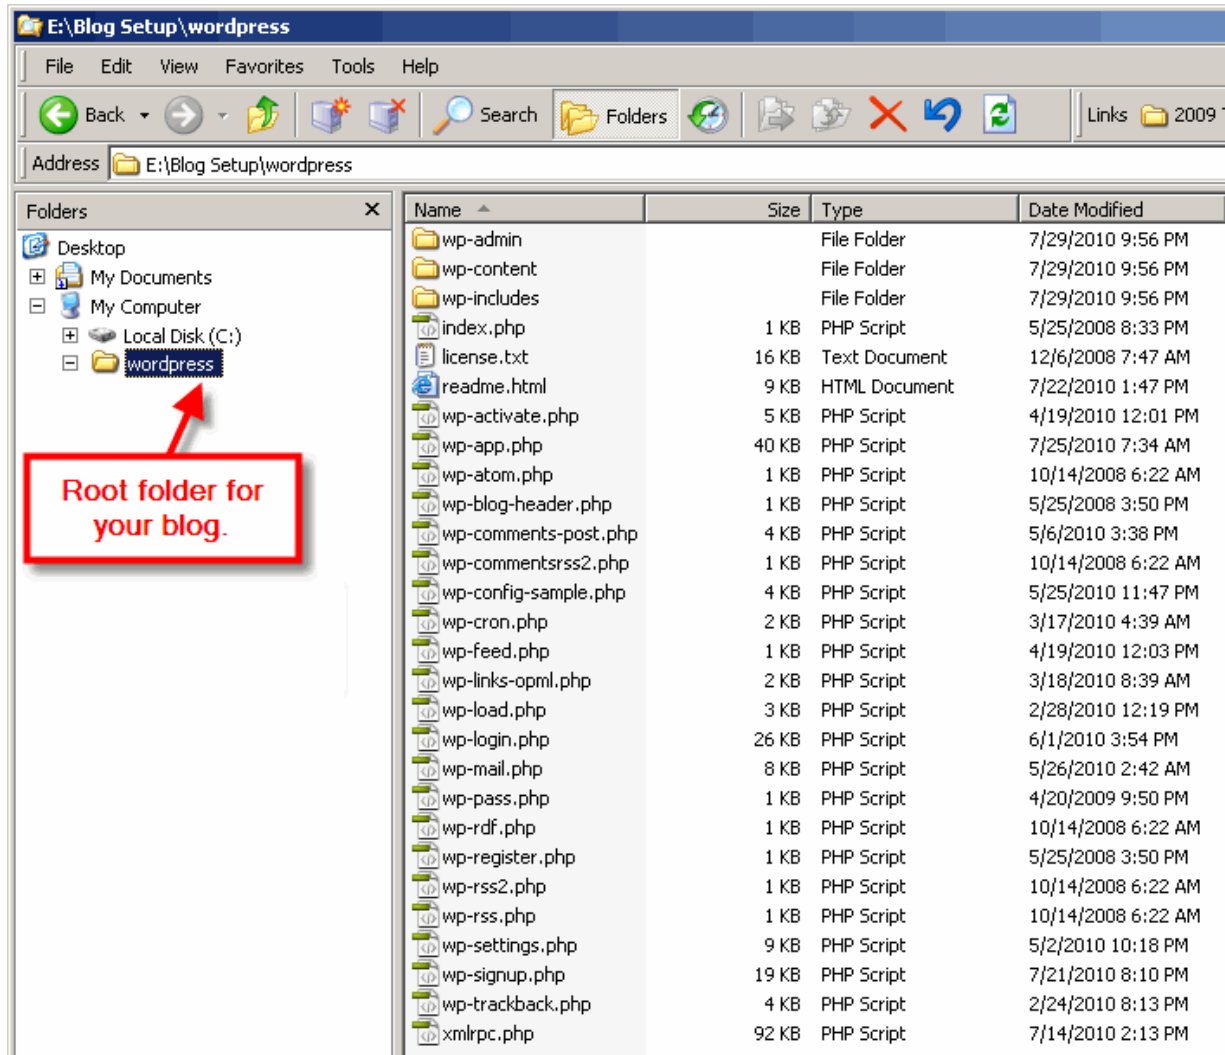 E:\Blog Setup\wordpress
File Edit View Favorites Tools Help
Back Search Folders Links 2009
Address E:\Blog Setup\wordpress
Folders
Desktop
My Documents
My Computer
Local Disk (C:)
wordpress
Root folder for
your blog.
Name Size Type Date Modified
wp-admin File Folder 7/29/2010 9:56 PM
wp-content File Folder 7/29/2010 9:56 PM
wp-includes File Folder 7/29/2010 9:56 PM
index.php 1 KB PHP Script 5/25/2008 8:33 PM
license.txt 16 KB Text Document 12/6/2008 7:47 AM
readme.html 9 KB HTML Document 7/22/2010 1:47 PM
wp-activate.php 5 KB PHP Script 4/19/2010 12:01 PM
wp-app.php 40 KB PHP Script 7/25/2010 7:34 AM
wp-atom.php 1 KB PHP Script 10/14/2008 6:22 AM
wp-blog-header.php 1 KB PHP Script 5/25/2008 3:50 PM
wp-comments-post.php 4 KB PHP Script 5/6/2010 3:38 PM
wp-commentsrss2.php 1 KB PHP Script 10/14/2008 6:22 AM
wp-config-sample.php 4 KB PHP Script 5/25/2010 11:47 PM
wp-cron.php 2 KB PHP Script 3/17/2010 4:39 AM
wp-feed.php 1 KB PHP Script 4/19/2010 12:03 PM
wp-links-opml.php 2 KB PHP Script 3/18/2010 8:39 AM
wp-load.php 3 KB PHP Script 2/28/2010 12:19 PM
wp-login.php 26 KB PHP Script 6/1/2010 3:54 PM
wp-mail.php 8 KB PHP Script 5/26/2010 2:42 AM
wp-pass.php 1 KB PHP Script 4/20/2009 9:50 PM
wp-rdf.php 1 KB PHP Script 10/14/2008 6:22 AM
wp-register.php 1 KB PHP Script 5/25/2008 3:50 PM
wp-rss2.php 1 KB PHP Script 10/14/2008 6:22 AM
wp-rss.php 1 KB PHP Script 10/14/2008 6:22 AM
wp-settings.php 9 KB PHP Script 5/2/2010 10:18 PM
wp-signup.php 19 KB PHP Script 7/21/2010 8:10 PM
wp-trackback.php 4 KB PHP Script 2/24/2010 8:13 PM
xmlrpc.php 92 KB PHP Script 7/14/2010 2:13 PM